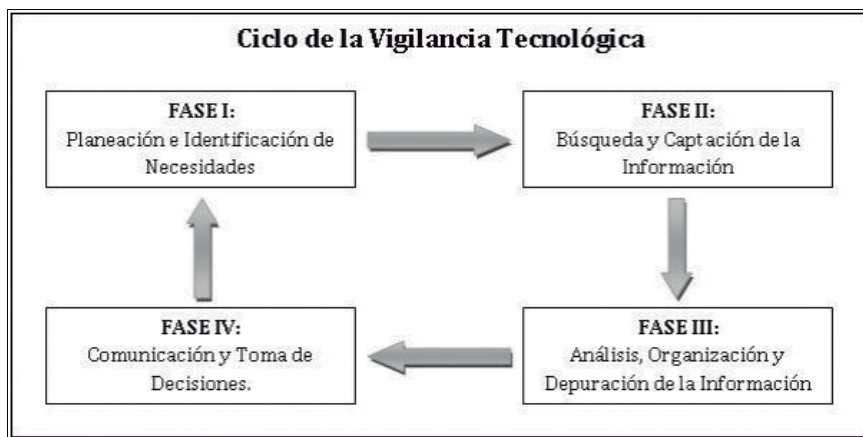 Ciclo de la Vigilancia Tecnológica
FASE I:
Planeación e Identificación de
Necesidades
FASE II:
Búsqueda y Captación de la
Información
FASE III:
Análisis, Organización y
Depuración de la Información
FASE IV:
Comunicación y Toma de
Decisiones.